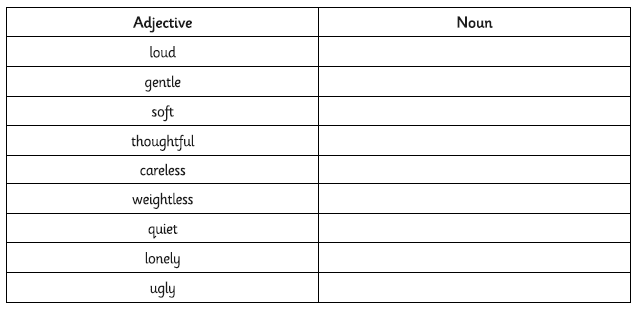 Adjective Noun
loud
gentle
soft
thoughtful
careless
weightless
quiet
lonely
ugly